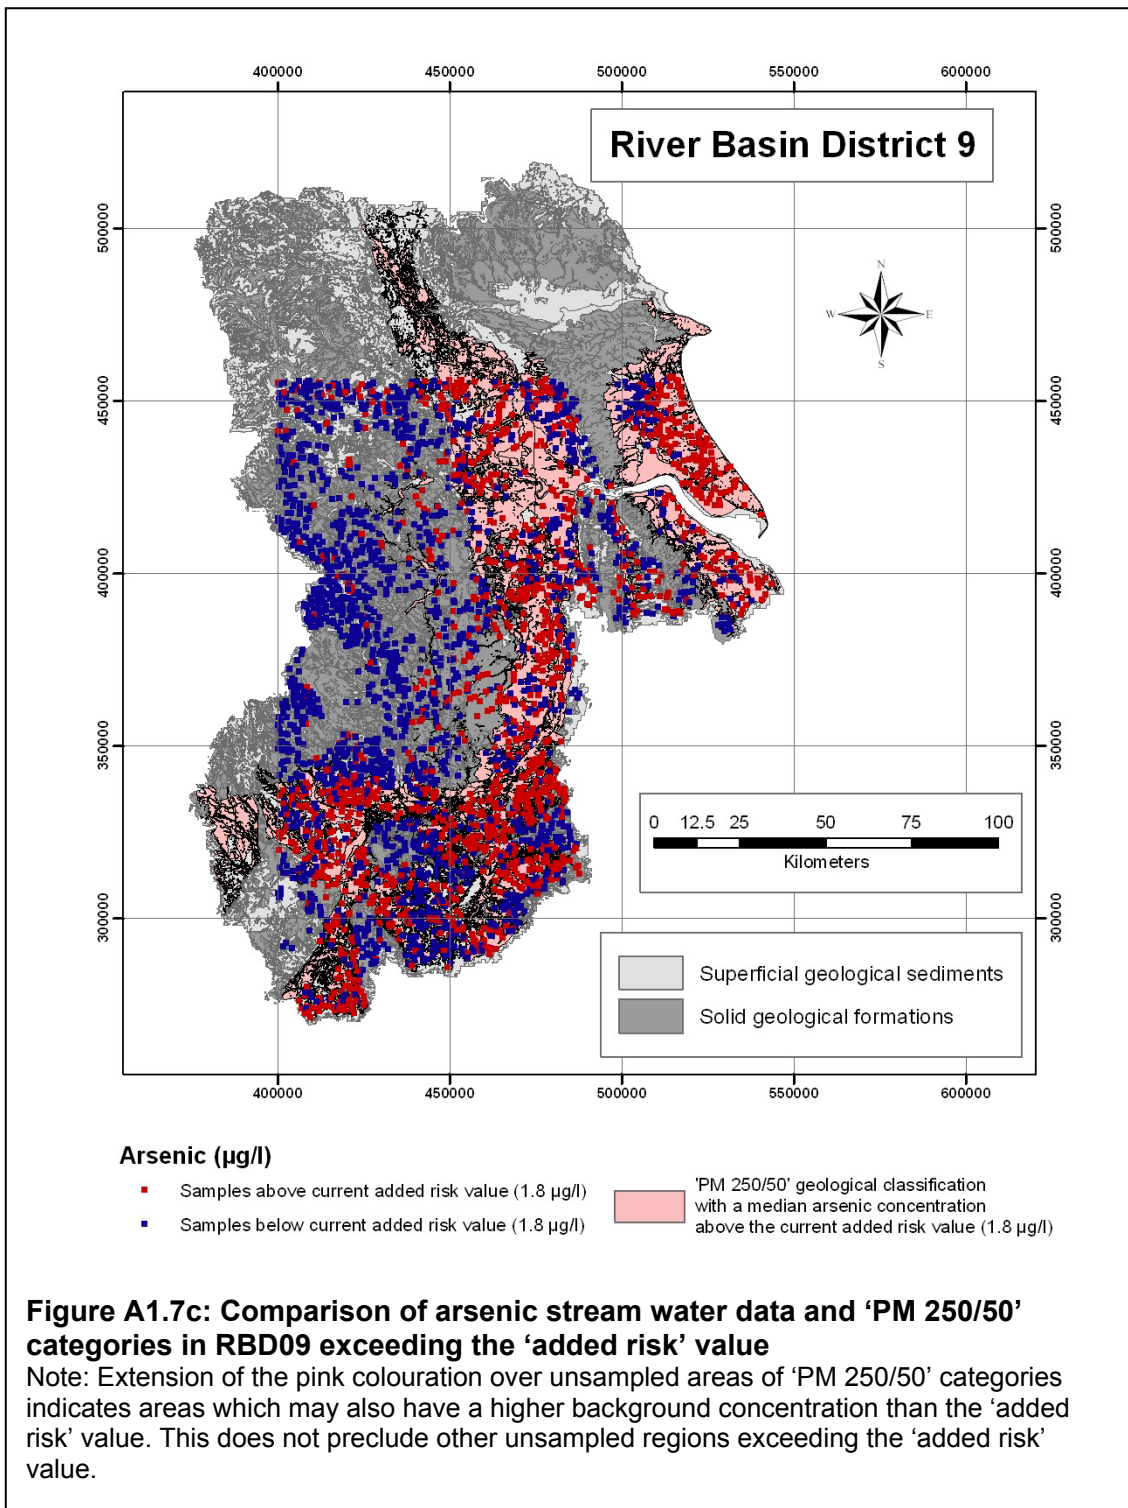 400000 450000 500000 550000 600000
River Basin District 9
500000 500000
N
W E
S
450000 450000
400000 400000
350000 350000
0 12.5 25 50 75 100
Kilometers
300000 300000
Superficial geological sediments
Solid geological formations
400000 450000 500000 550000 600000
Arsenic (µg/l)
Samples above current added risk value (1.8 µg/l)
Samples below current added risk value (1.8 µg/l)
'PM 250/50' geological classification
with a median arsenic concentration
above the current added risk value (1.8 µg/l)
Figure A1.7c: Comparison of arsenic stream water data and ‘PM 250/50’
categories in RBD09 exceeding the ‘added risk’ value
Note: Extension of the pink colouration over unsampled areas of ‘PM 250/50’ categories
indicates areas which may also have a higher background concentration than the ‘added
risk’ value. This does not preclude other unsampled regions exceeding the ‘added risk’
value.